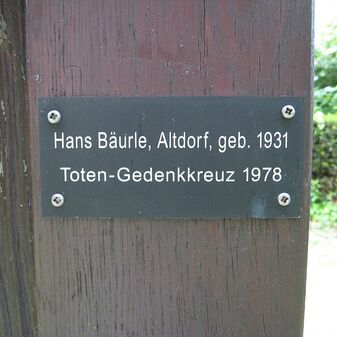 Hans Bäurle, Altdorf, geb. 1931
Toten-Gedenkkreuz 1978